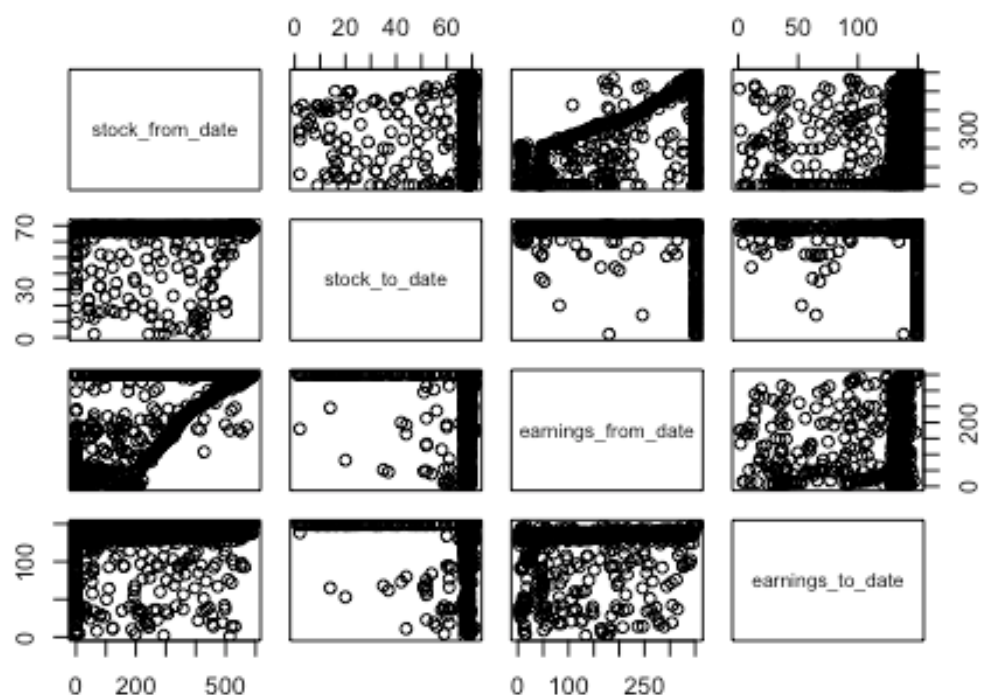 0 20 40 60 0 50 100
stock_from_date
0 300
0 30 70
stock_to_date
earnings_from_date
0 200
0 100
earnings_to_date
0 200 500 0 100 250